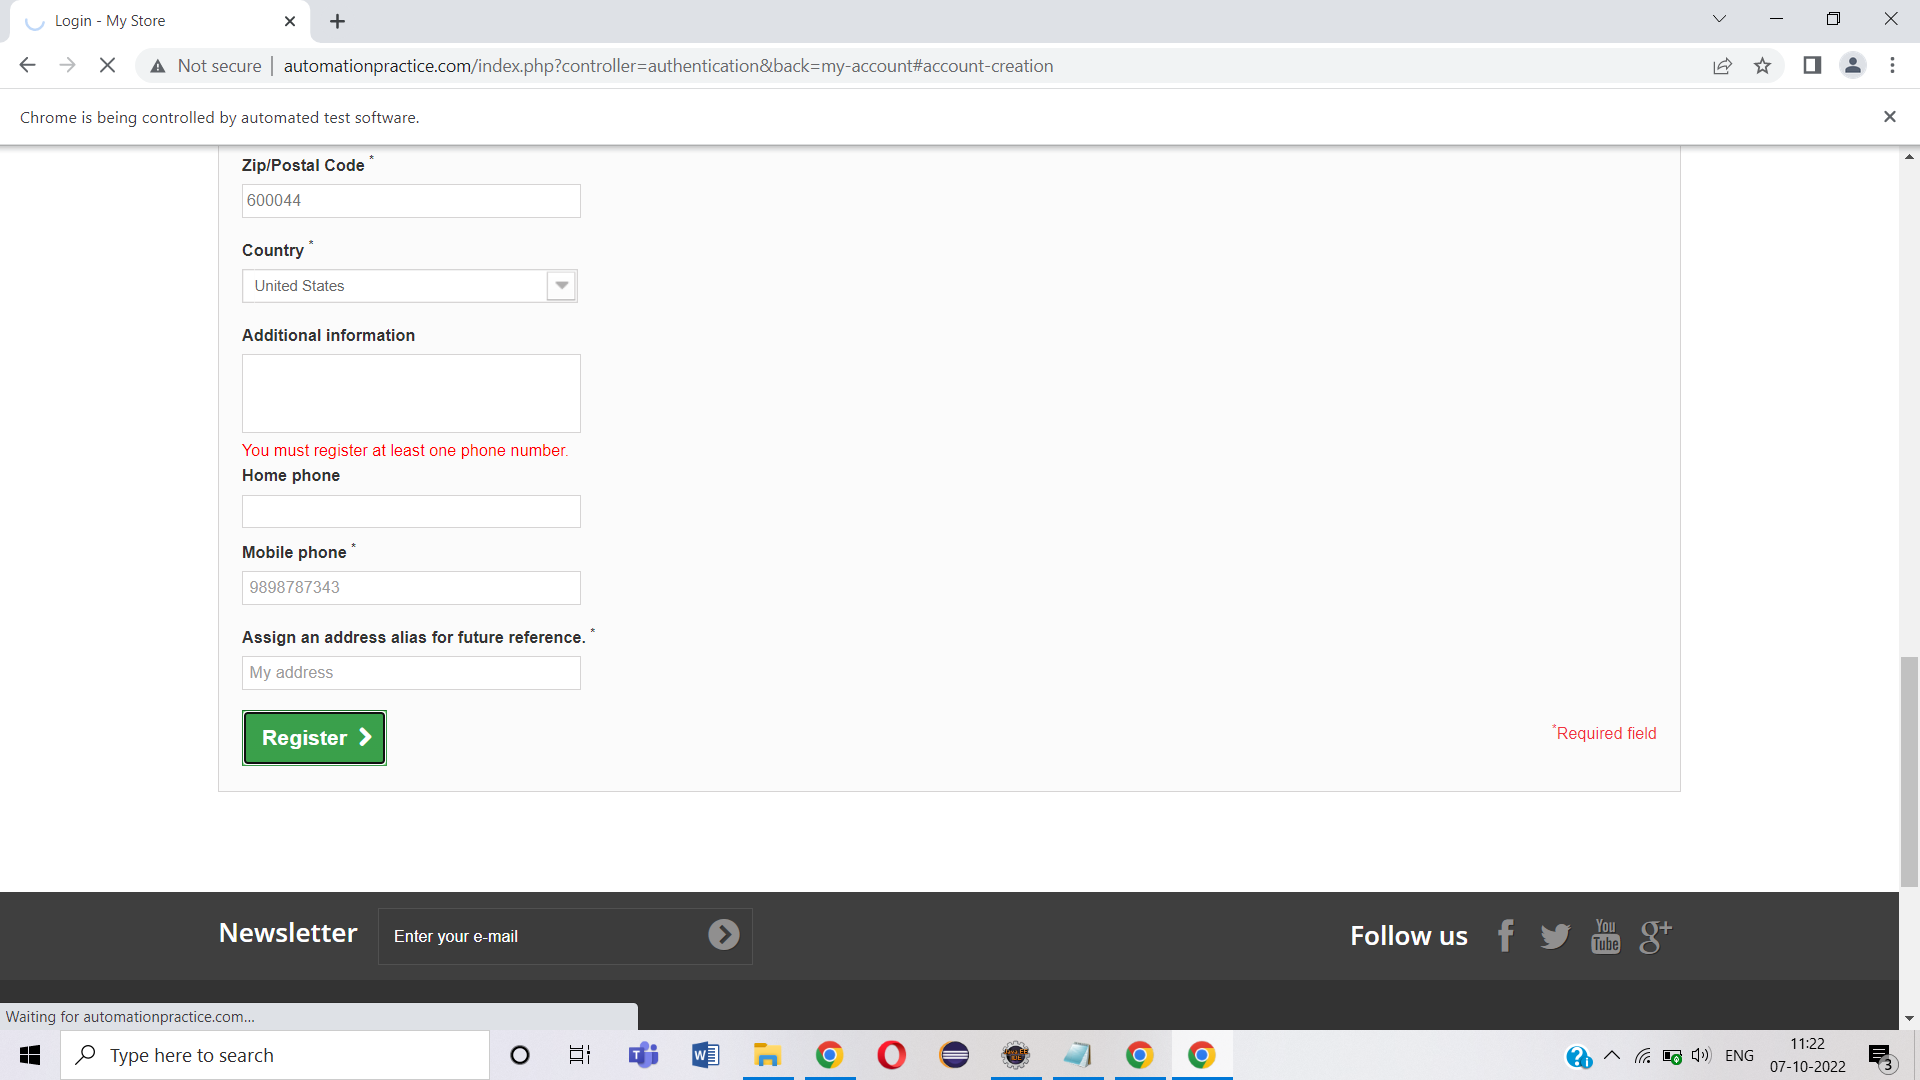 Login - My Store
Not secure
automationpractice.com/index.php?controller=authentication&back=my-account#account-creation
Chrome is being controlled by automated test software.
Zip/Postal Code *
600044
Country *
United States
Additional information
You must register at least one phone number.
Home phone
Mobile phone *
9898787343
Assign an address alias for future reference. *
My address
Register
*Required field
Newsletter
Enter your e-mail
Follow us
You
Tube
g+
Waiting for automationpractice.com...
Type here to search
ENG
11:22
07-10-2022
3